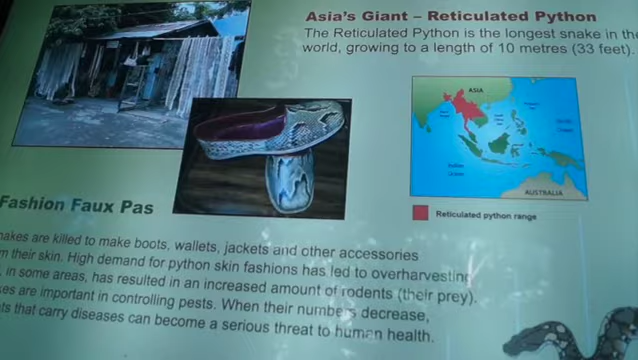 Asia's Giant – Reticulated Python
The Reticulated Python is the longest snake in the
world, growing to a length of 10 metres (33 feet).
ASIA
AUSTRALIA
Reticulated python range
Fashion Faux Pas
nakes are killed to make boots, wallets, jackets and other accessories
m their skin. High demand for python skin fashions has led to overharvesting
, in some areas, has resulted in an increased amount of rodents (their prey).
kes are important in controlling pests. When their numbers decrease,
ts that carry diseases can become a serious threat to human health.